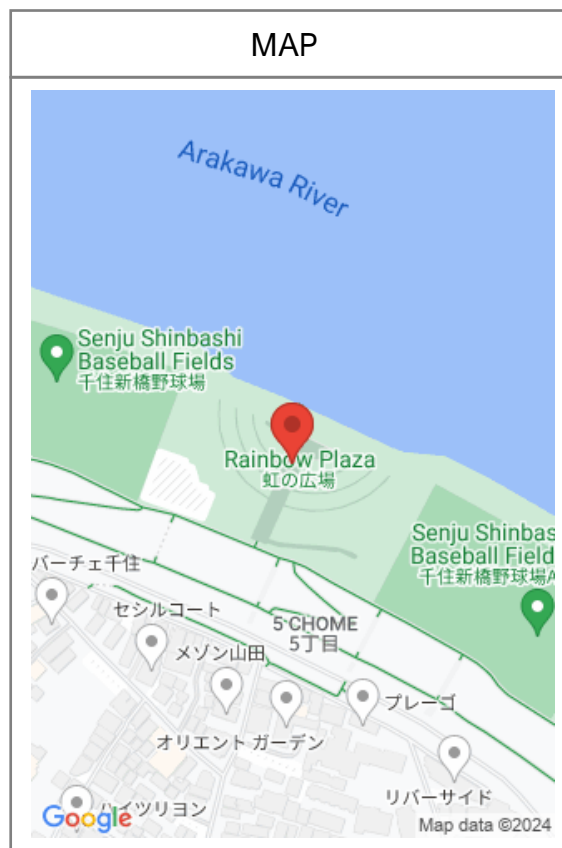 MAP
Arakawa River
Senju Shinbashi
Baseball Fields
千住新橋野球場
Rainbow Plaza
虹の広場
Senju Shinbas
Baseball Field
千住新橋野球場A
バーチェ千住
セシルコート
5 CHOME
5丁目
メゾン山田
プレーゴ
オリエント ガーデン
リバーサイド
ハイツリヨン
Google
Map data ©2024